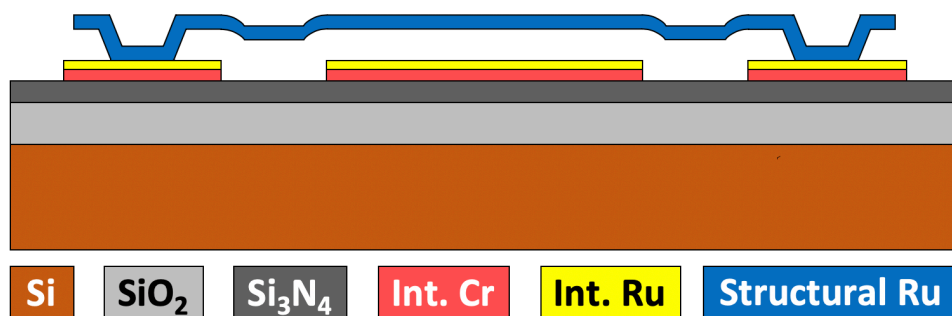 Si SiO₂ Si₃N₄ Int. Cr Int. Ru Structural Ru